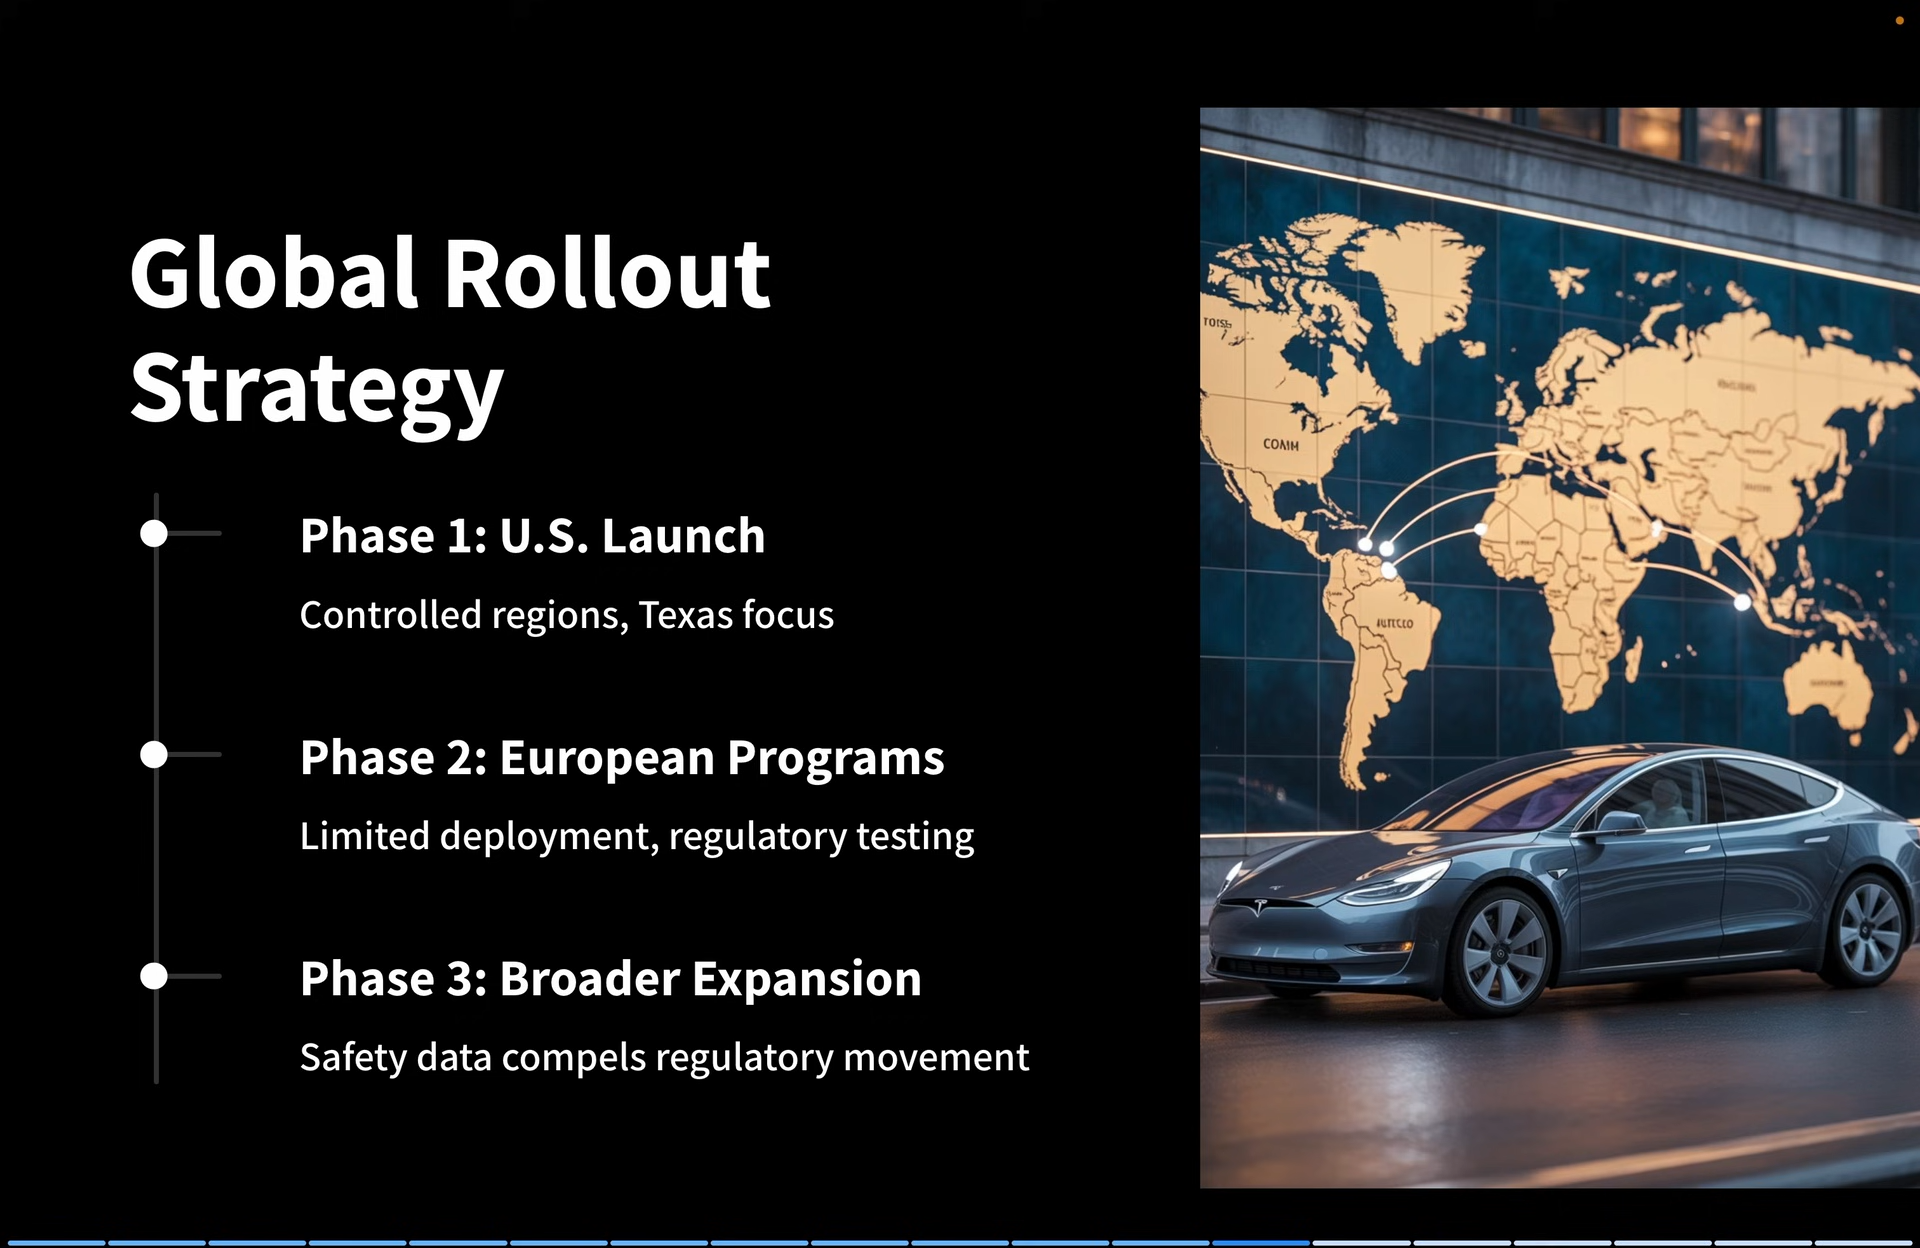 Global Rollout
Strategy
Phase 1: U.S. Launch
Controlled regions, Texas focus
Phase 2: European Programs
Limited deployment, regulatory testing
Phase 3: Broader Expansion
Safety data compels regulatory movement
COMM